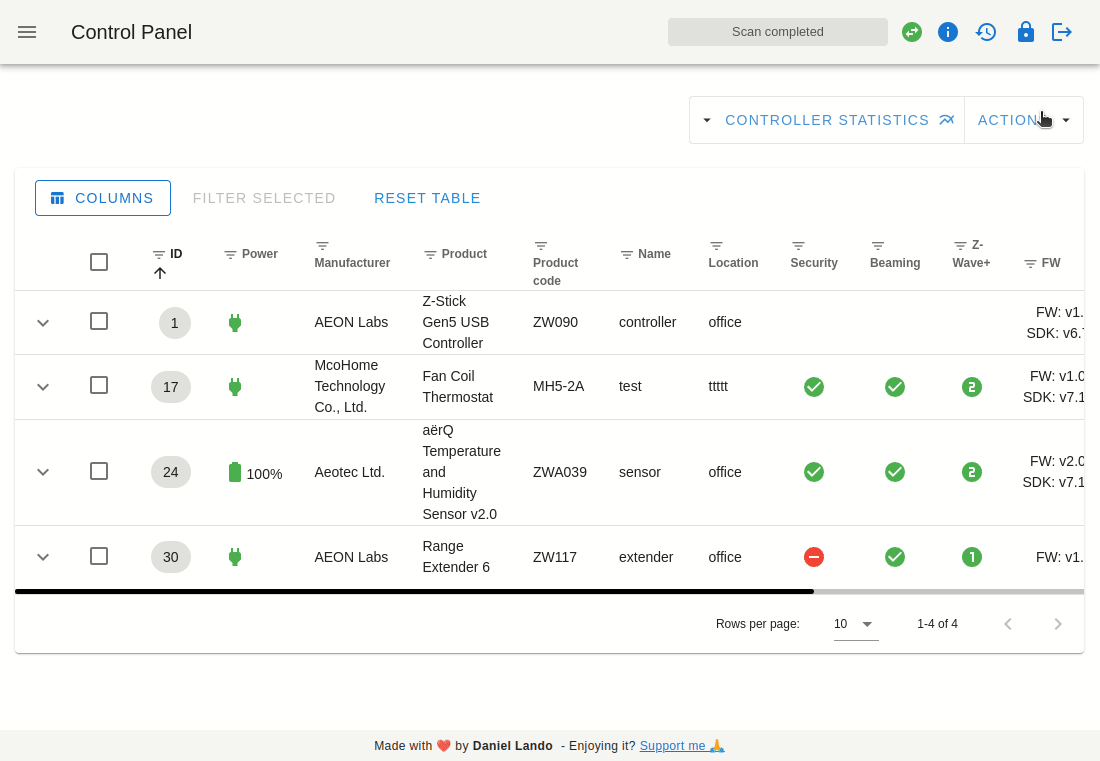 Control Panel
Scan completed
CONTROLLER STATISTICS
ACTION
COLUMNS
FILTER SELECTED
RESET TABLE
ID
Power
Manufacturer
Product
Product
code
Name
Location
Security
Beaming
Z-
Wave+
FW
1
AEON Labs
Z-Stick
Gen5 USB
Controller
ZW090
controller
office
FW: v1.
SDK: v6.
17
McoHome
Technology
Co., Ltd.
Fan Coil
Thermostat
MH5-2A
test
ttttt
2
FW: v1.0
SDK: v7.1
24
100%
Aeotec Ltd.
aërQ
Temperature
and
Humidity
Sensor v2.0
ZWA039
sensor
office
2
FW: v2.0
SDK: v7.1
30
AEON Labs
Range
Extender 6
ZW117
extender
office
1
FW: v1.
Rows per page:
10
1-4 of 4
Made with ❤️ by Daniel Lando - Enjoying it? Support me 🙏